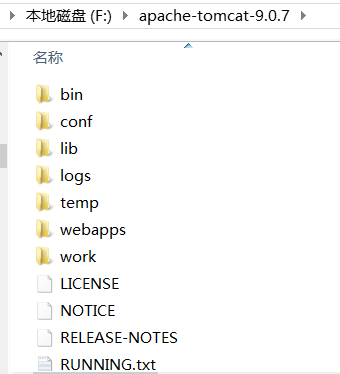 本地磁盘 (F:) apache-tomcat-9.0.7
名称
bin
conf
lib
logs
temp
webapps
work
LICENSE
NOTICE
RELEASE-NOTES
RUNNING.txt